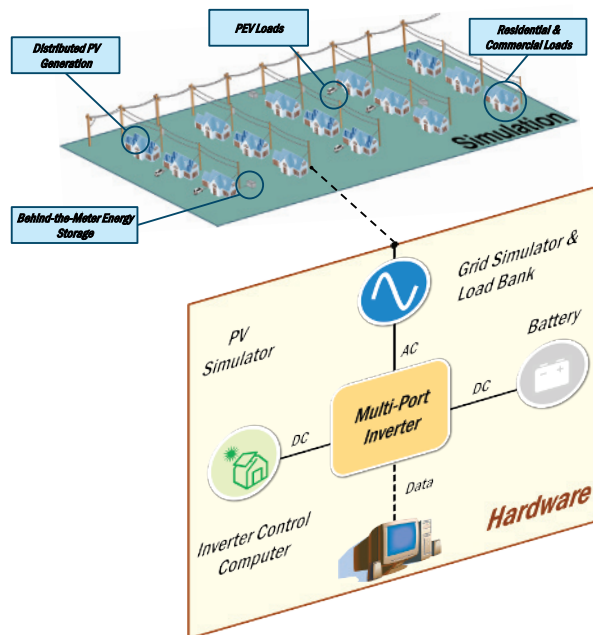 Distributed PV
Generation
PEV Loads
Residential
& Commercial Loads
Simulation
Behind-the-Meter Energy
Storage
Grid Simulator &
Load Bank
PV
Simulator
Battery
AC
Multi-Port
Inverter
DC
DC
Data
Inverter Control
Computer
Hardware